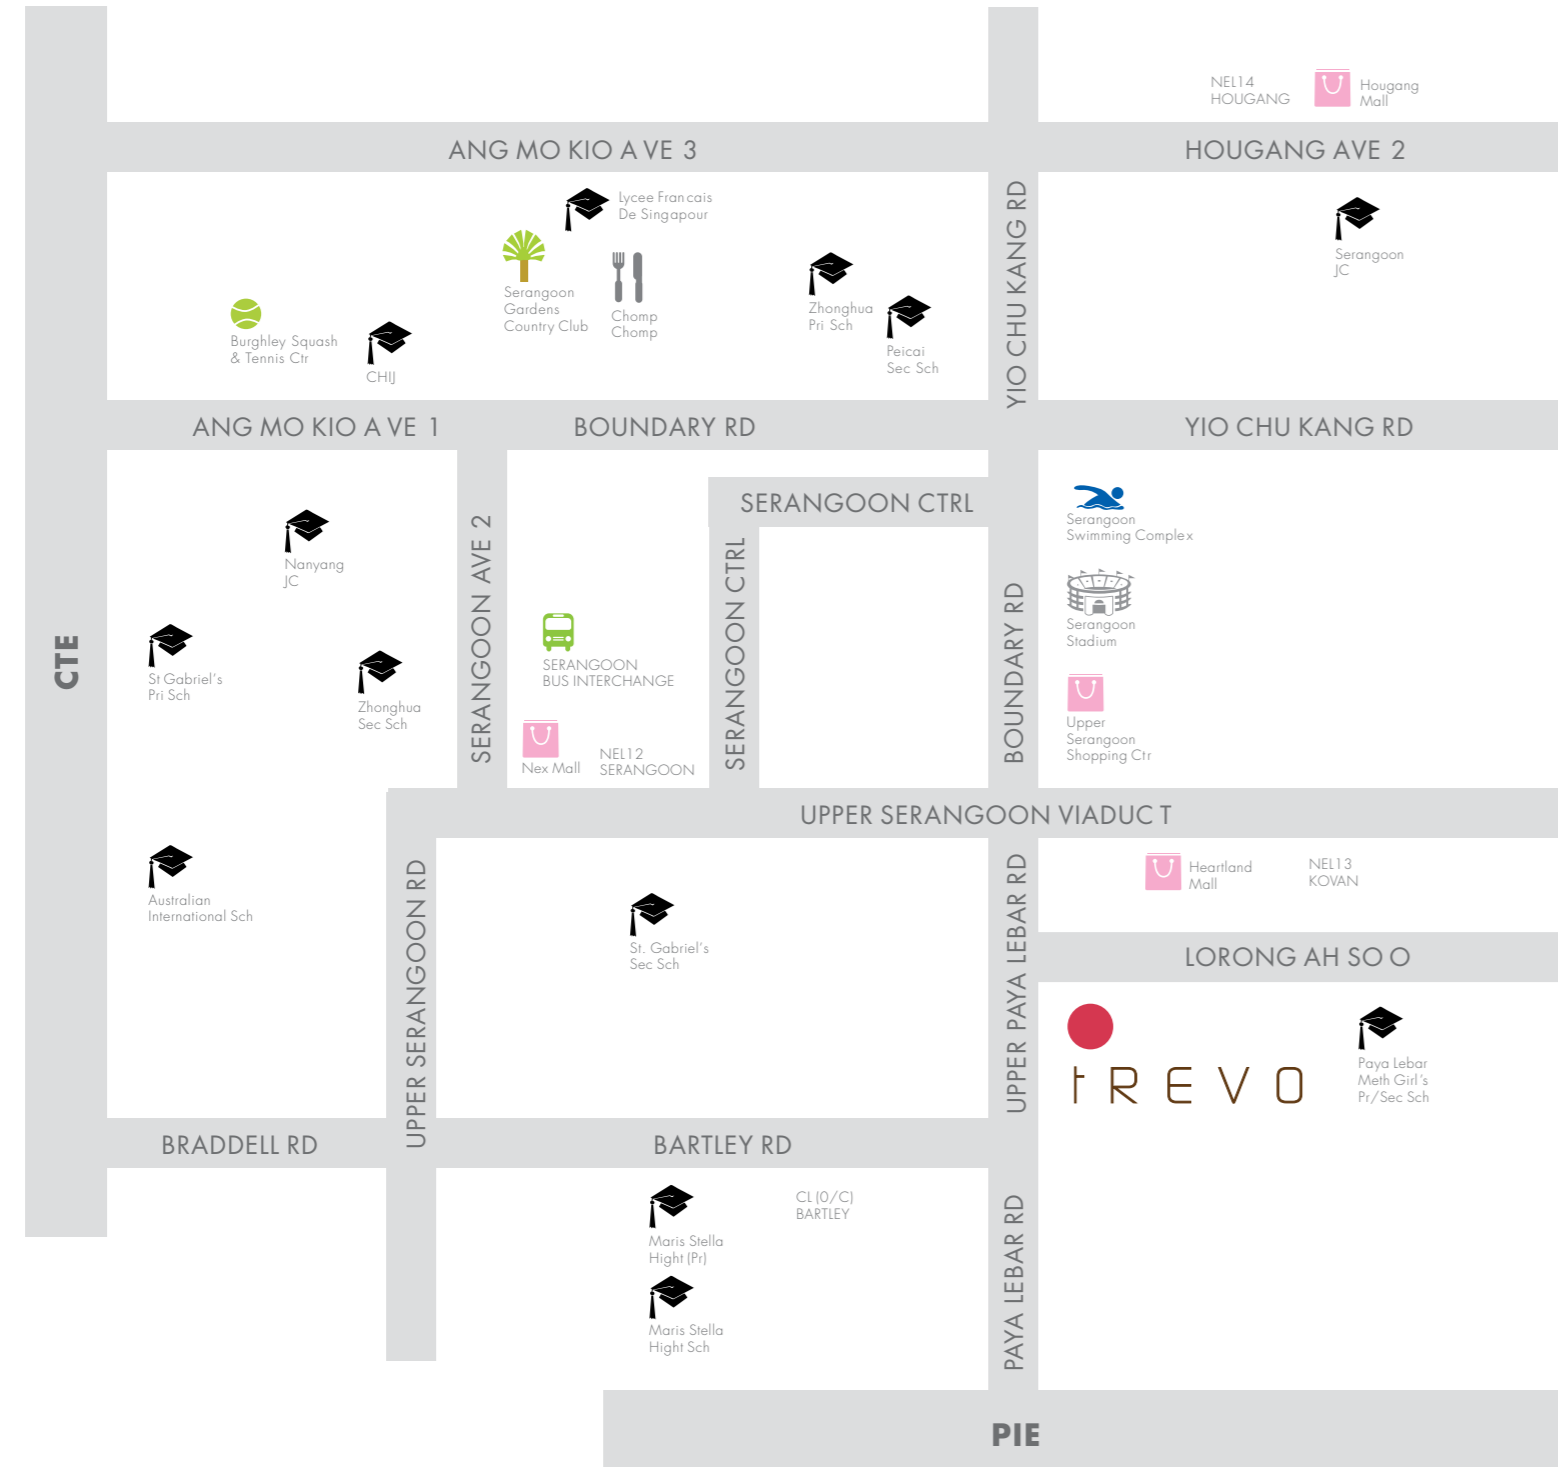 NEL14
HOUGANG
Hougang
Mall
ANG MO KIO A VE 3
HOUGANG AVE 2
Lycee Francais
De Singapour
YIO CHU KANG RD
Serangoon
JC
Serangoon
Gardens
Country Club
Chomp
Chomp
Zhonghua
Pri Sch
Peicai
Sec Sch
Burghley Squash
& Tennis Ctr
CHIJ
ANG MO KIO A VE 1
BOUNDARY RD
YIO CHU KANG RD
SERANGOON CTRL
Serangoon
Swimming Complex
Nanyang
JC
SERANGOON AVE 2
SERANGOON CTRL
BOUNDARY RD
Serangoon
Stadium
CTE
St Gabriel's
Pri Sch
Zhonghua
Sec Sch
SERANGOON
BUS INTERCHANGE
Nex Mall
NEL12
SERANGOON
Upper
Serangoon
Shopping Ctr
UPPER SERANGOON VIADUC T
Heartland
Mall
NEL13
KOVAN
Australian
International Sch
UPPER SERANGOON RD
St. Gabriel's
Sec Sch
UPPER PAYA LEBAR RD
LORONG AH SO O
tREVO
Paya Lebar
Meth Girl's
Pr/Sec Sch
BRADDELL RD
BARTLEY RD
Maris Stella
Hight (Pr)
CL (0/C)
BARTLEY
PAYA LEBAR RD
Maris Stella
Hight Sch
PIE